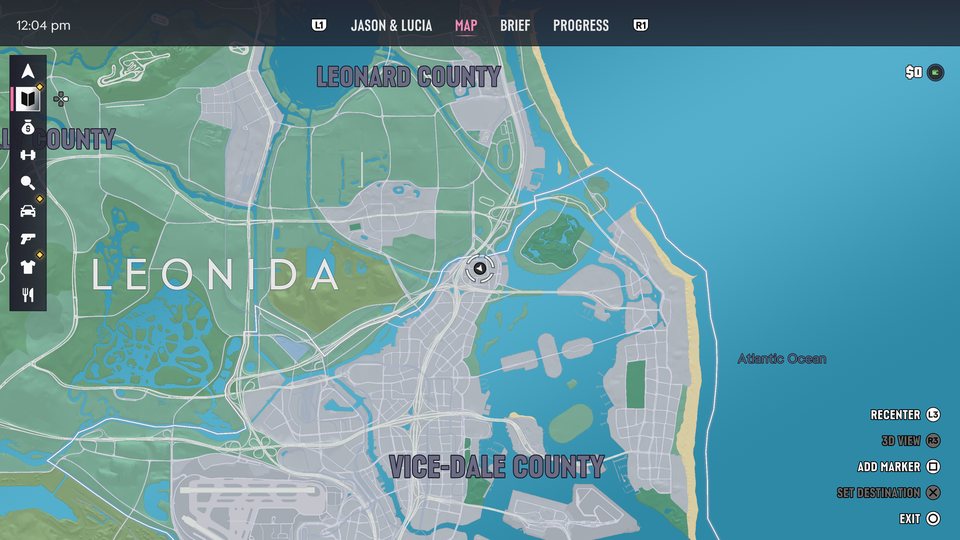 12:04 pm
L1 JASON & LUCIA MAP BRIEF PROGRESS R1
$0
LEONARD COUNTY
COUNTY
LEONIDA
Atlantic Ocean
RECENTER L3
3D VIEW R3
ADD MARKER
VICE-DALE COUNTY
SET DESTINATION
EXIT